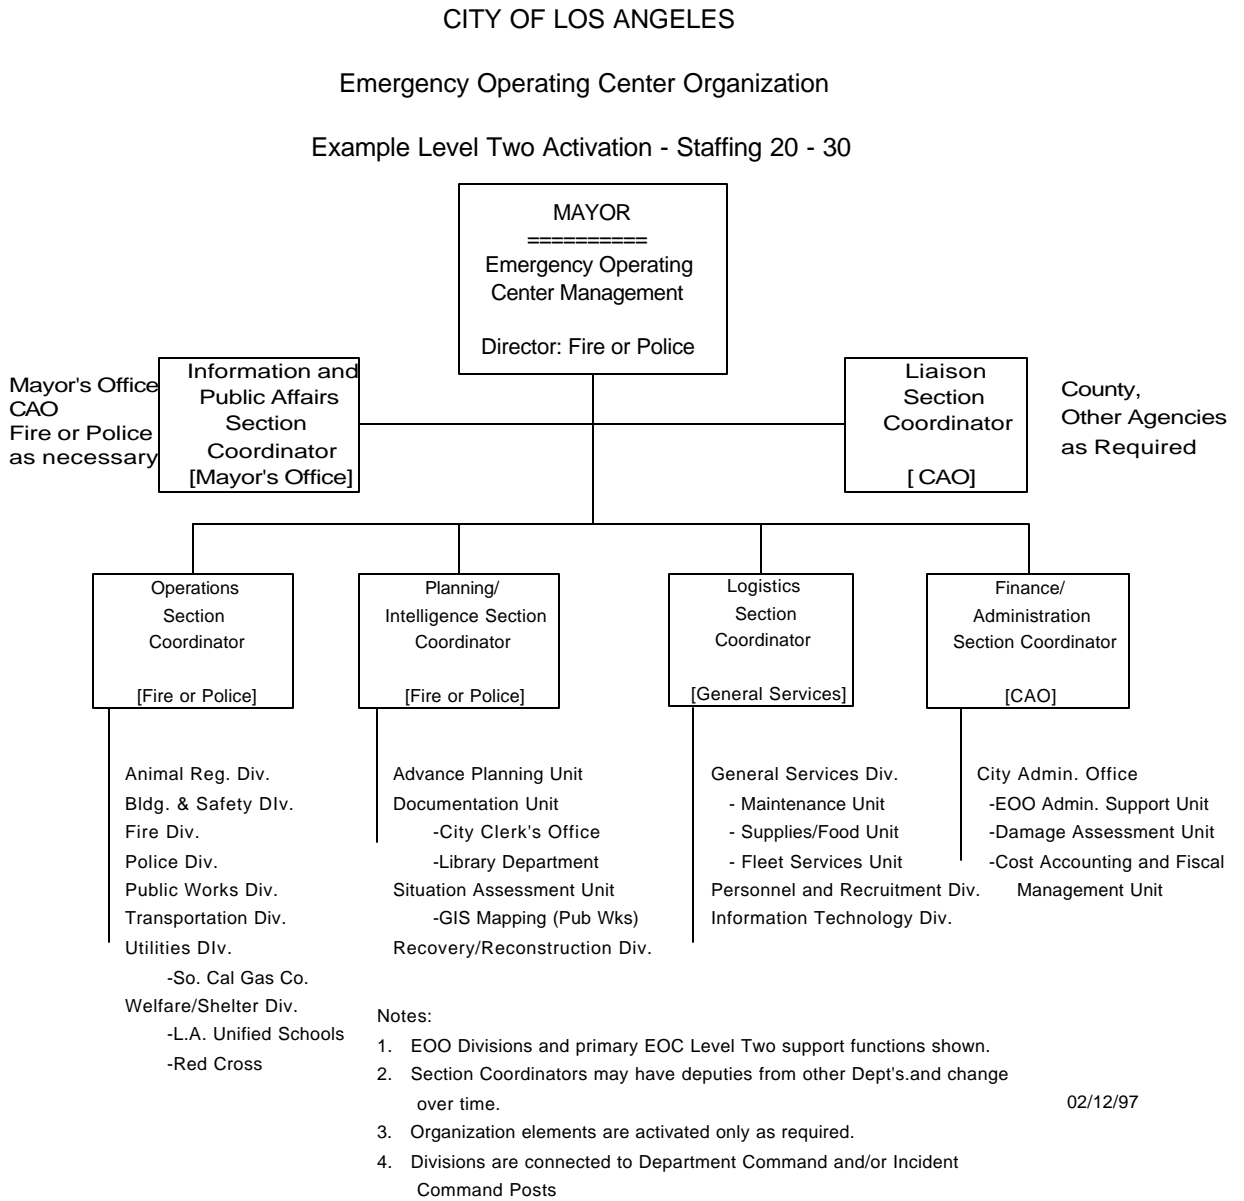 CITY OF LOS ANGELES
Emergency Operating Center Organization
Example Level Two Activation - Staffing 20 - 30
MAYOR
==========
Emergency Operating
Center Management
Director: Fire or Police
Mayor's Office
CAO
Fire or Police
as necessary
Information and
Public Affairs
Section
Coordinator
[Mayor's Office]
Liaison
Section
Coordinator
[ CAO]
County,
Other Agencies
as Required
Operations
Section
Coordinator
[Fire or Police]
Planning/
Intelligence Section
Coordinator
[Fire or Police]
Logistics
Section
Coordinator
[General Services]
Finance/
Administration
Section Coordinator
[CAO]
Animal Reg. Div.
Bldg. & Safety DIv.
Fire Div.
Police Div.
Public Works Div.
Transportation Div.
Utilities DIv.
-So. Cal Gas Co.
Welfare/Shelter Div.
-L.A. Unified Schools
-Red Cross
Advance Planning Unit
Documentation Unit
-City Clerk's Office
-Library Department
Situation Assessment Unit
-GIS Mapping (Pub Wks)
Recovery/Reconstruction Div.
General Services Div.
- Maintenance Unit
- Supplies/Food Unit
- Fleet Services Unit
Personnel and Recruitment Div.
Information Technology Div.
City Admin. Office
-EOO Admin. Support Unit
-Damage Assessment Unit
-Cost Accounting and Fiscal
Management Unit
Notes:
1. EOO Divisions and primary EOC Level Two support functions shown.
2. Section Coordinators may have deputies from other Dept's.and change
over time.
3. Organization elements are activated only as required.
4. Divisions are connected to Department Command and/or Incident
Command Posts
02/12/97